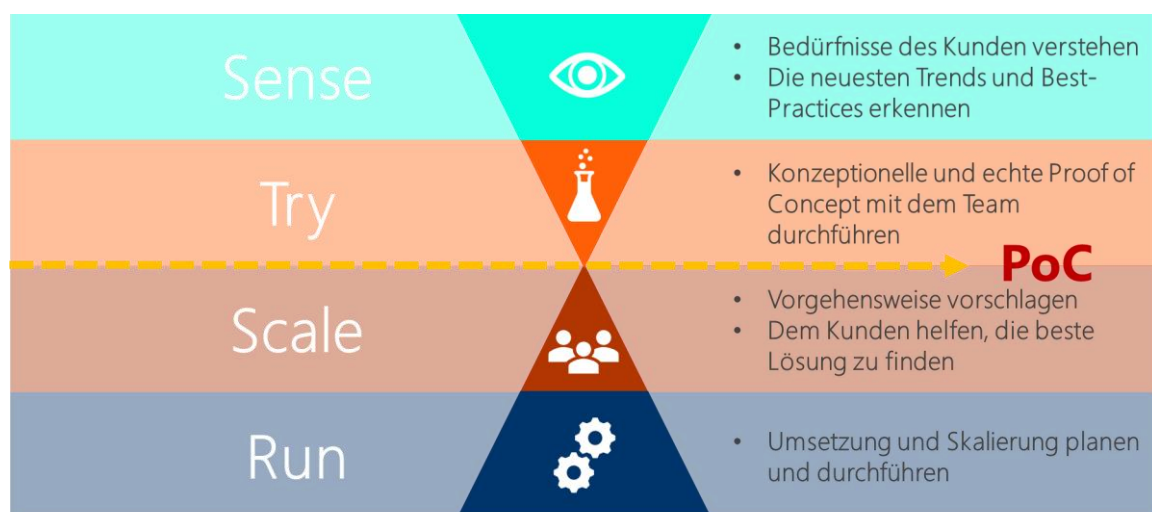 Sense
• Bedürfnisse des Kunden verstehen
• Die neuesten Trends und Best-
Practices erkennen
Try
• Konzeptionelle und echte Proof of
Concept mit dem Team
durchführen
PoC
Scale
• Vorgehensweise vorschlagen
• Dem Kunden helfen, die beste
Lösung zu finden
Run
• Umsetzung und Skalierung planen
und durchführen